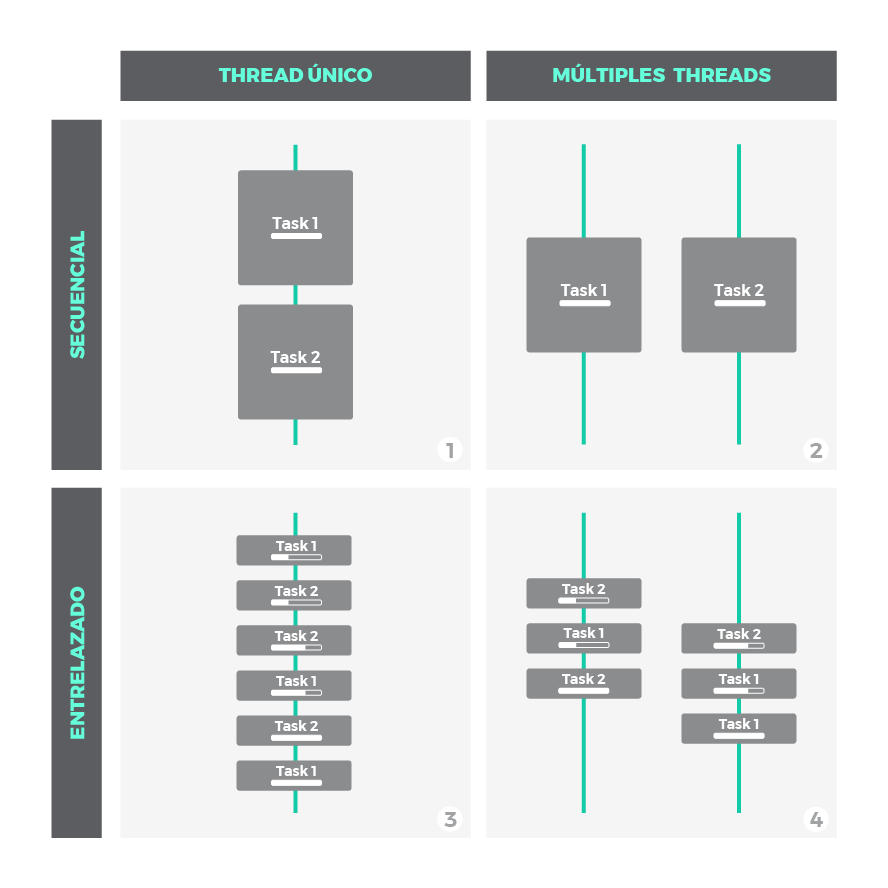 THREAD ÚNICO
MÚLTIPLES THREADS
SECUENCIAL
Task 1
Task 2
1
Task 1
Task 2
2
ENTRELAZADO
Task 1
Task 2
Task 2
Task 1
Task 2
Task 1
3
Task 2
Task 1
Task 2
Task 2
Task 1
Task 1
4